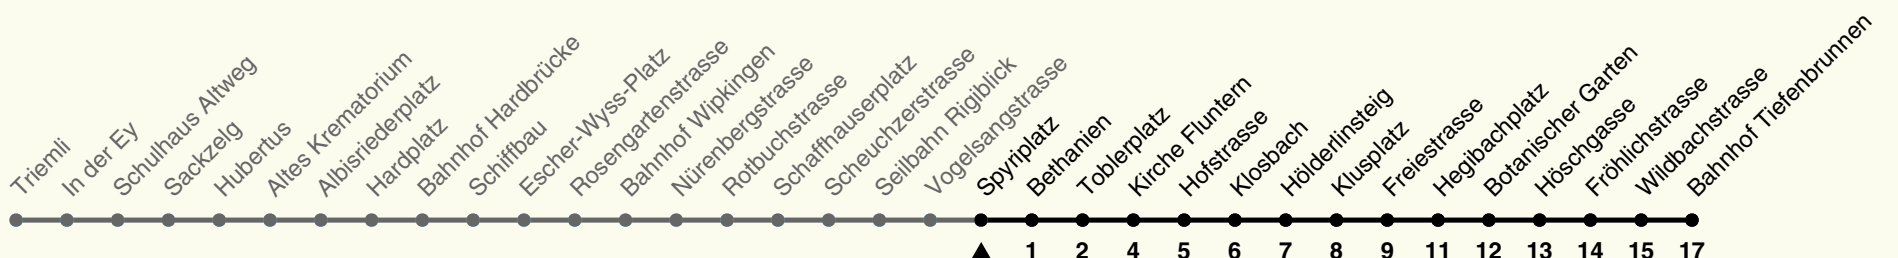 Triemli
In der Ey
Schulhaus Altweg
Sackzelg
Hubertus
Altes Krematorium
Albisriederplatz
Hardplatz
Bahnhof Hardbrücke
Schiffbau
Escher-Wyss-Platz
Rosengartenstrasse
Bahnhof Wipkingen
Nürenbergstrasse
Rotbuchstrasse
Schaffhauserplatz
Scheuchzerstrasse
Seilbahn Rigiblick
Vogelsangstrasse
Spyriplatz
Bethanien
Toblerplatz
Kirche Fluntern
Hofstrasse
Klosbach
Hölderlinsteig
Klusplatz
Freiestrasse
Hegibachplatz
Botanischer Garten
Höschgasse
Fröhlichstrasse
Wildbachstrasse
Bahnhof Tiefenbrunnen
1 2 4 5 6 7 8 9 11 12 13 14 15 17